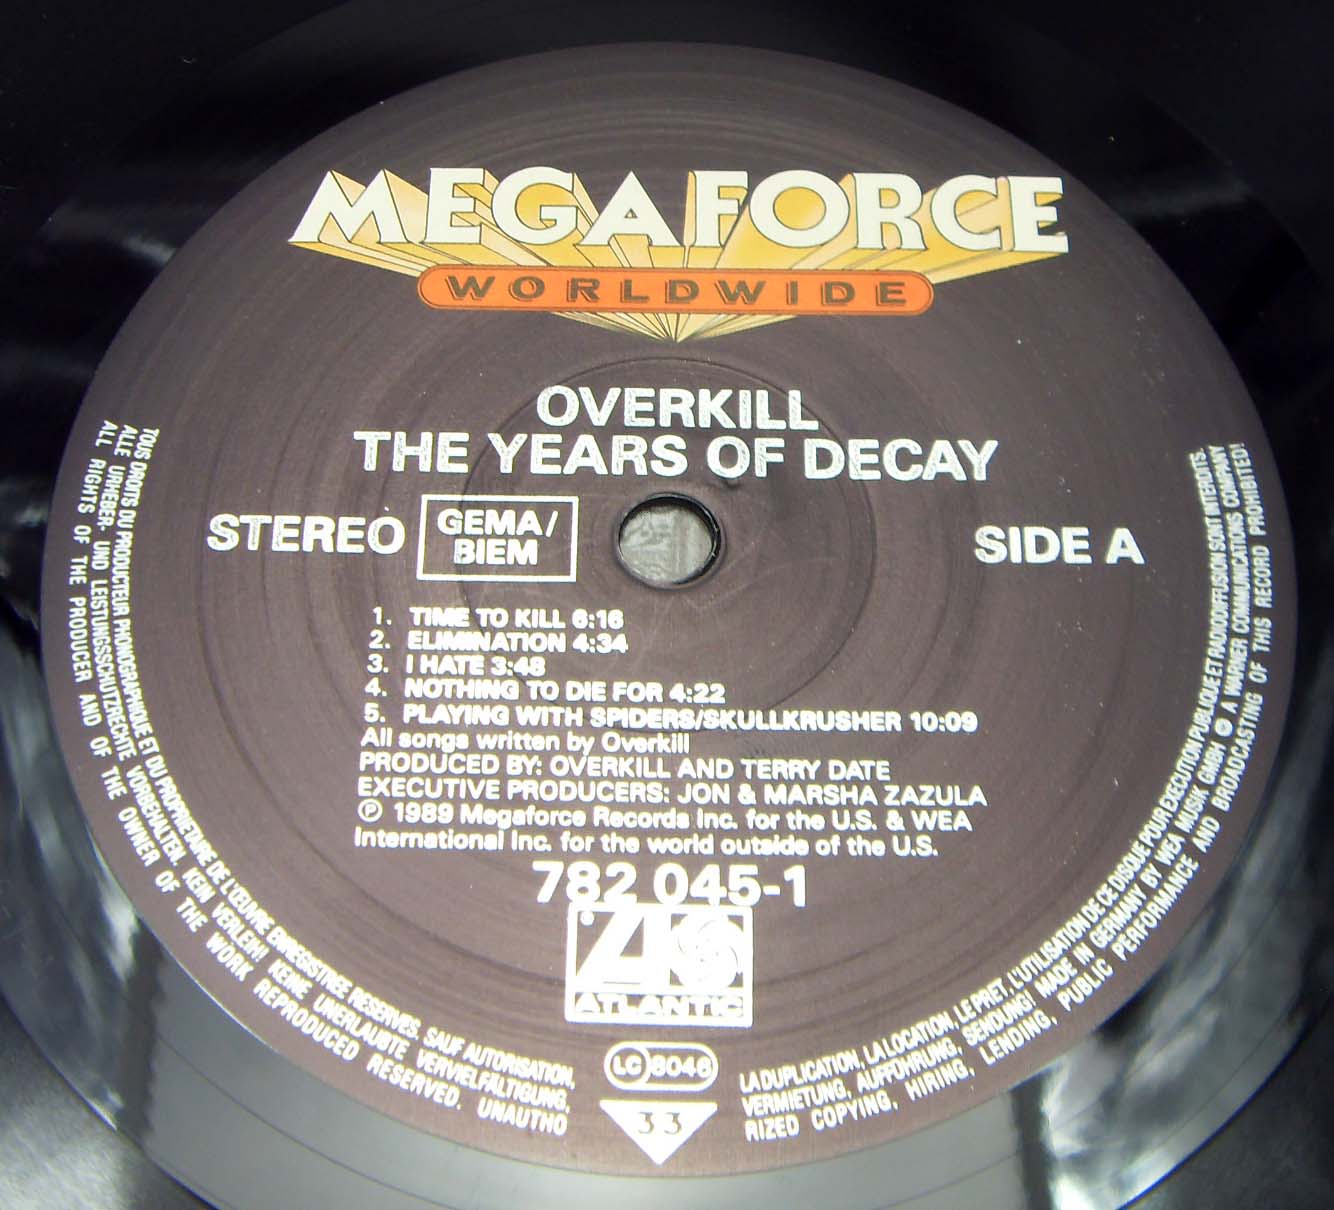 MEGAFORCE
WORLDWIDE
OVERKILL
THE YEARS OF DECAY
STEREO
GEMA/
BIEM
SIDE A
1. TIME TO KILL 6:16
2. ELIMINATION 4:34
3. I HATE 3:48
4. NOTHING TO DIE FOR 4:22
5. PLAYING WITH SPIDERS/SKULLKRUSHER 10:09
All songs written by Overkill
PRODUCED BY: OVERKILL AND TERRY DATE
EXECUTIVE PRODUCERS: JON & MARSHA ZAZULA
Ⓟ 1989 Megaforce Records Inc. for the U.S. & WEA
International Inc. for the world outside of the U.S.
782 045-1
ATLANTIC
LC 8046
33
TOUS DROITS DU PRODUCTEUR PHONOGRAPHIQUE ET DU PROPRIETAIRE DE L'ŒUVRE ENREGISTREE RESERVES. SAUF AUTORISATION, LA DUPLICATION, LA LOCATION, LE PRET, L'UTILISATION DE CE DISQUE POUR EXECUTION PUBLIQUE ET RADIODIFFUSION SONT INTERDITS.
ALLE URHEBER- UND LEISTUNGSSCHUTZRECHTE VORBEHALTEN. KEIN VERLEIH! KEINE UNERLAUBTE VERVIELFÄLTIGUNG, VERMIETUNG, AUFFÜHRUNG, SENDUNG! MADE IN GERMANY BY WEA MUSIK GMBH A WARNER COMMUNICATIONS COMPANY
ALL RIGHTS OF THE PRODUCER AND OF THE OWNER OF THE WORK REPRODUCED RESERVED. UNAUTHO RIZED COPYING, HIRING, LENDING, PUBLIC PERFORMANCE AND BROADCASTING OF THIS RECORD PROHIBITED!